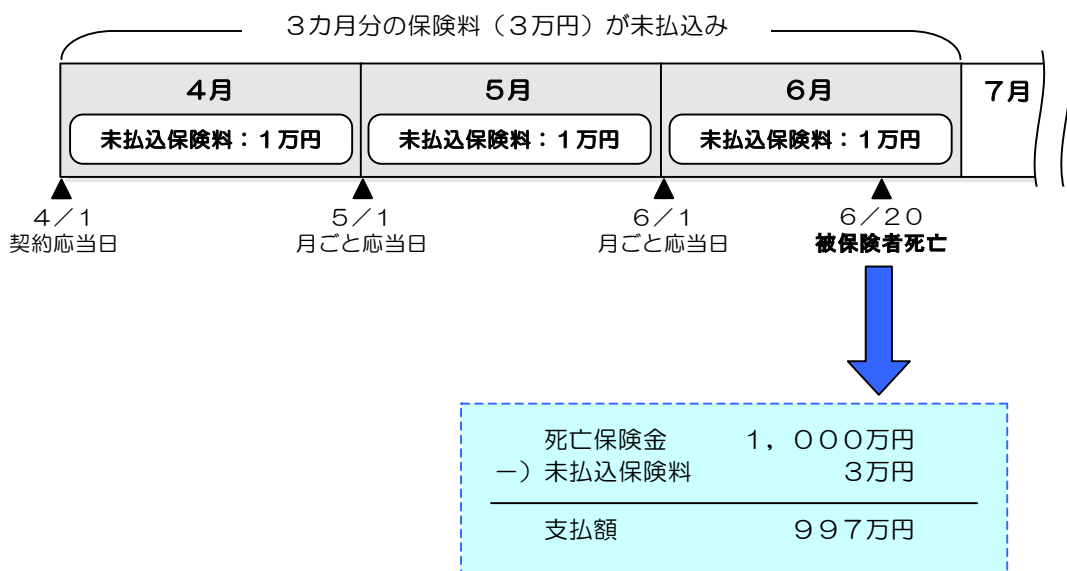 3カ月分の保険料（3万円）が未払込み
4月 5月 6月 7月
未払込保険料：1万円 未払込保険料：1万円 未払込保険料：1万円
4／1 5／1 6／1 6／20
契約応当日 月ごと応当日 月ごと応当日 被保険者死亡
死亡保険金 1，000万円
－）未払込保険料 3万円
支払額 997万円